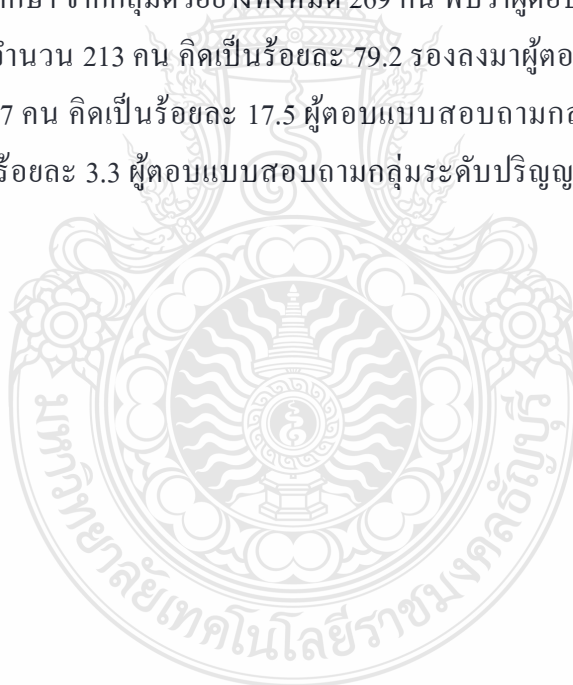 กษา จากกลุ่มตัวอย่างทั้งหมด 269 คน พบว่าผู้ตอบ
จำนวน 213 คน คิดเป็นร้อยละ 79.2 รองลงมาผู้ตอ
7 คน คิดเป็นร้อยละ 17.5 ผู้ตอบแบบสอบถามกล
ร้อยละ 3.3 ผู้ตอบแบบสอบถามกลุ่มระดับปริญญ
มหาวิทยาลัยเทคโนโลยีราชมงคลธัญบุรี